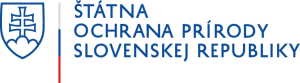 ŠTÁTNA
OCHRANA PRÍRODY
SLOVENSKEJ REPUBLIKY